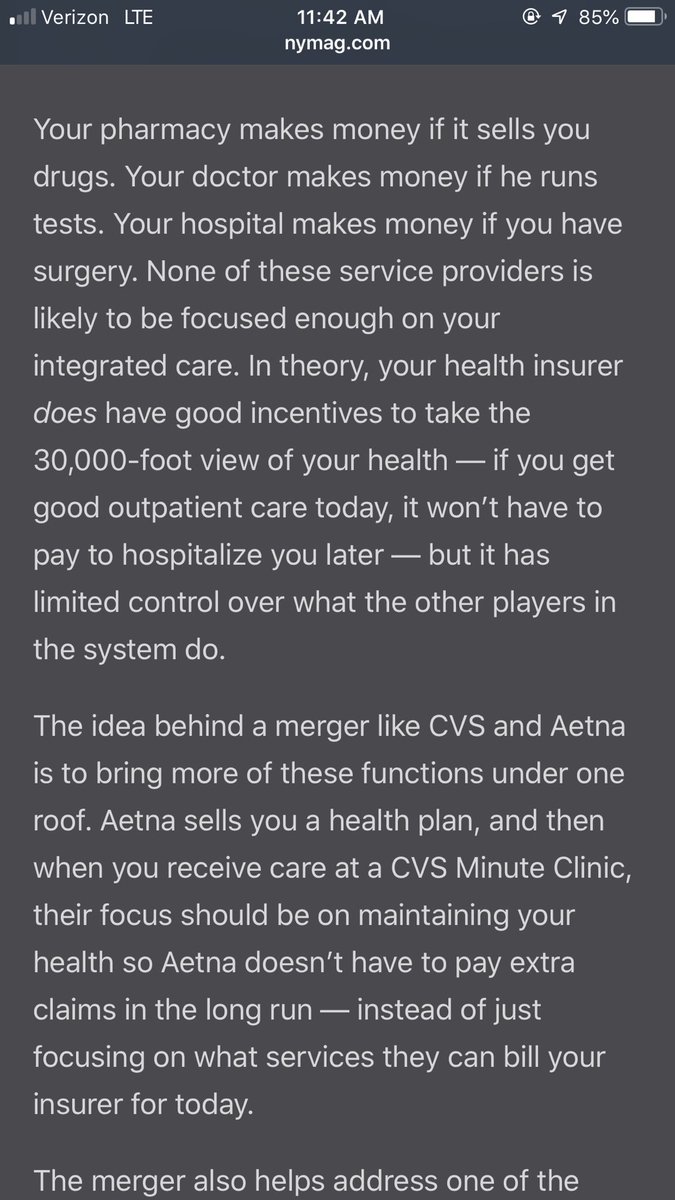 Verizon LTE 11:42 AM 85%
nymag.com
Your pharmacy makes money if it sells you
drugs. Your doctor makes money if he runs
tests. Your hospital makes money if you have
surgery. None of these service providers is
likely to be focused enough on your
integrated care. In theory, your health insurer
does have good incentives to take the
30,000-foot view of your health — if you get
good outpatient care today, it won’t have to
pay to hospitalize you later — but it has
limited control over what the other players in
the system do.
The idea behind a merger like CVS and Aetna
is to bring more of these functions under one
roof. Aetna sells you a health plan, and then
when you receive care at a CVS Minute Clinic,
their focus should be on maintaining your
health so Aetna doesn’t have to pay extra
claims in the long run — instead of just
focusing on what services they can bill your
insurer for today.
The merger also helps address one of the